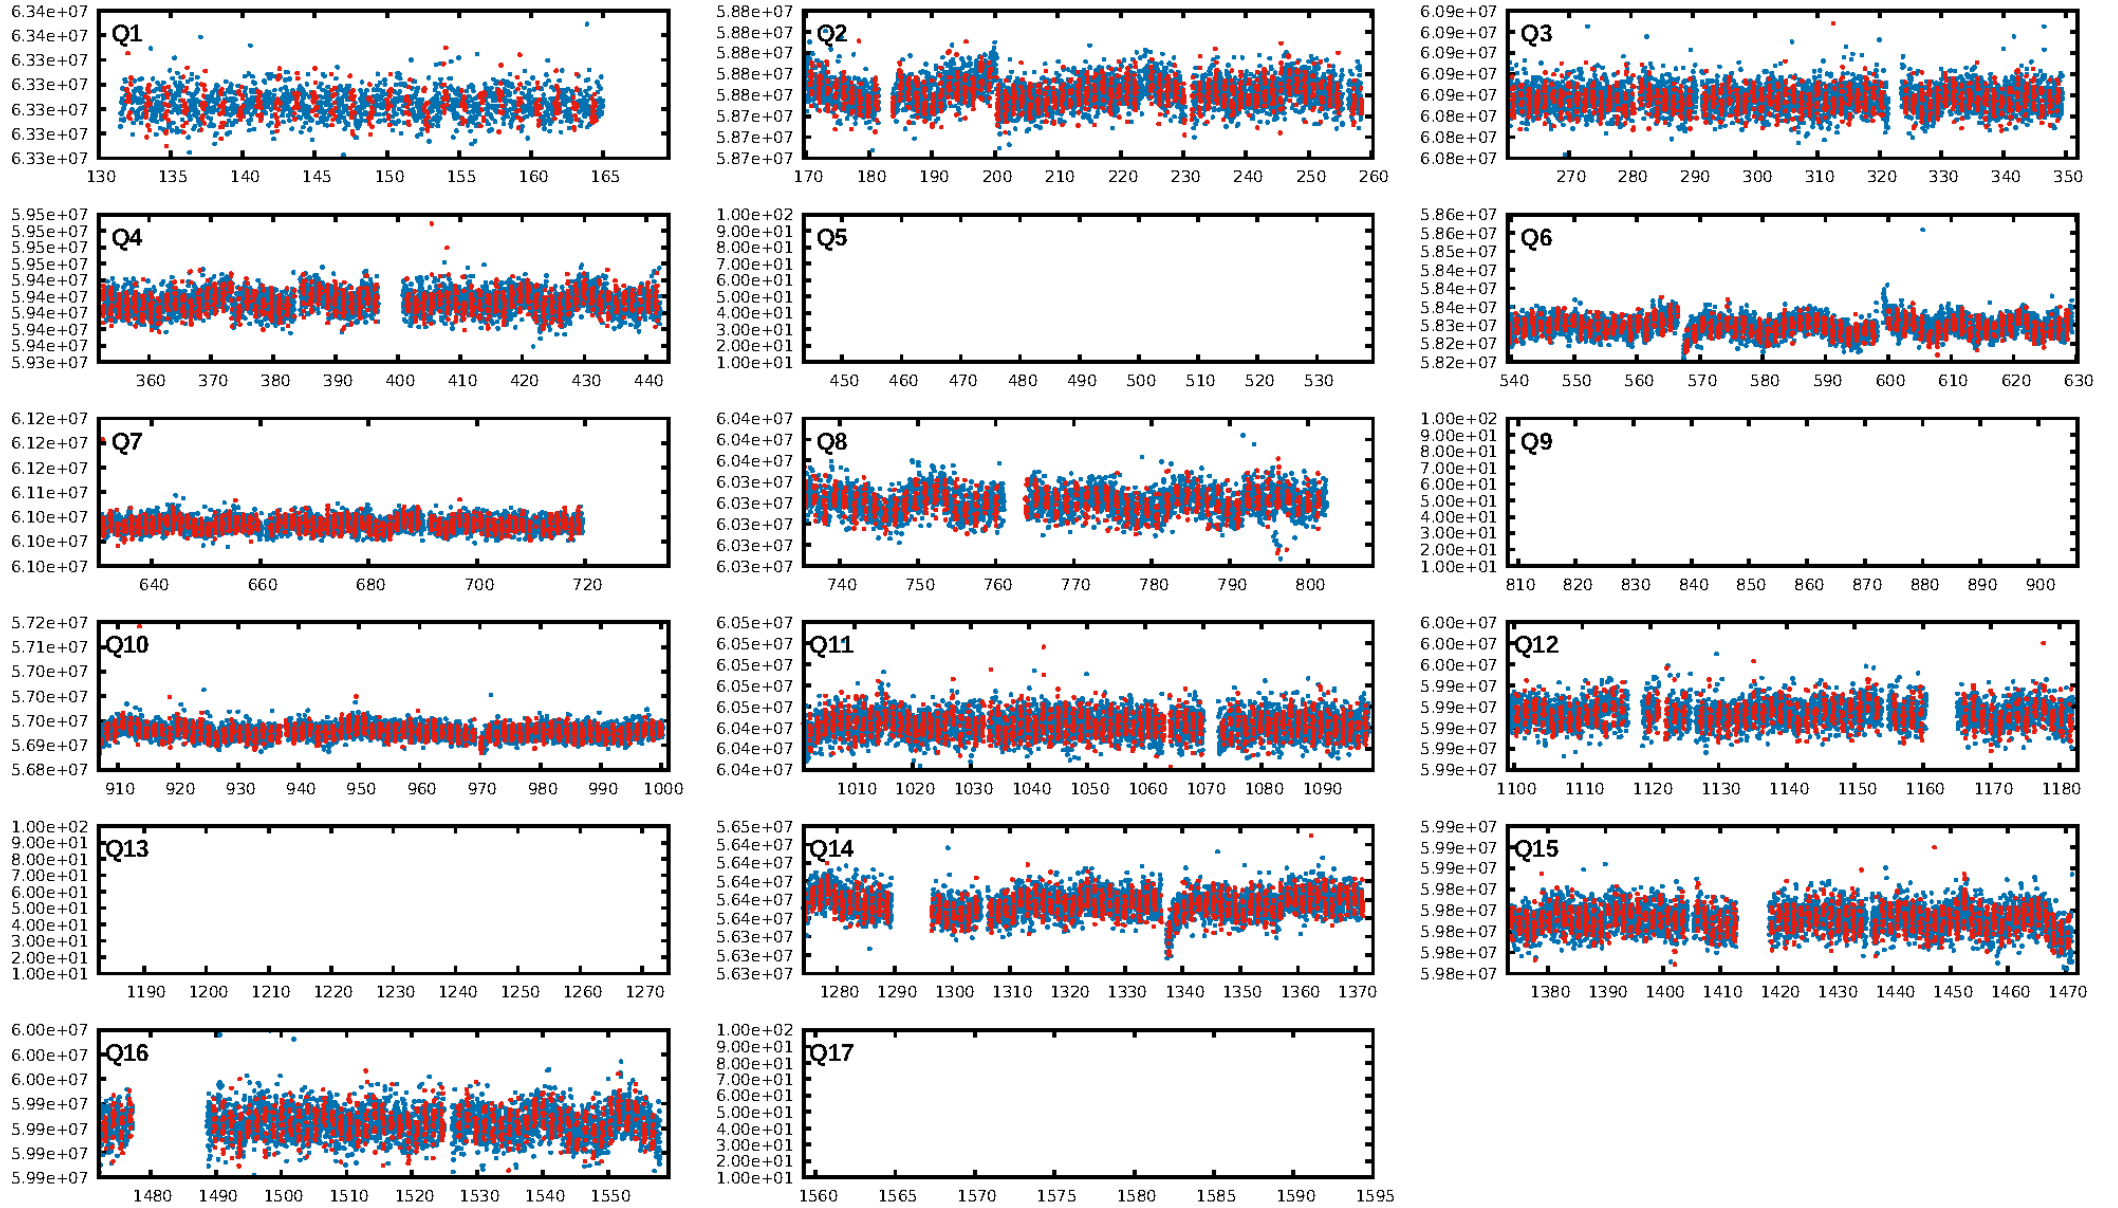 6.34e+07
6.34e+07
6.33e+07
6.33e+07
6.33e+07
6.33e+07
6.33e+07
Q1
130 135 140 145 150 155 160 165
5.88e+07
5.88e+07
5.88e+07
5.88e+07
5.88e+07
5.87e+07
5.87e+07
5.87e+07
Q2
170 180 190 200 210 220 230 240 250 260
6.09e+07
6.09e+07
6.09e+07
6.09e+07
6.09e+07
6.08e+07
6.08e+07
6.08e+07
Q3
270 280 290 300 310 320 330 340 350
5.95e+07
5.95e+07
5.95e+07
5.95e+07
5.94e+07
5.94e+07
5.94e+07
5.94e+07
5.94e+07
5.93e+07
Q4
360 370 380 390 400 410 420 430 440
1.00e+02
9.00e+01
8.00e+01
7.00e+01
6.00e+01
5.00e+01
4.00e+01
3.00e+01
2.00e+01
1.00e+01
Q5
450 460 470 480 490 500 510 520 530
5.86e+07
5.86e+07
5.85e+07
5.84e+07
5.84e+07
5.84e+07
5.83e+07
5.82e+07
5.82e+07
Q6
540 550 560 570 580 590 600 610 620 630
6.12e+07
6.12e+07
6.12e+07
6.11e+07
6.10e+07
6.10e+07
6.10e+07
Q7
640 660 680 700 720
6.04e+07
6.04e+07
6.04e+07
6.03e+07
6.03e+07
6.03e+07
6.03e+07
6.03e+07
Q8
740 750 760 770 780 790 800
1.00e+02
9.00e+01
8.00e+01
7.00e+01
6.00e+01
5.00e+01
4.00e+01
3.00e+01
2.00e+01
1.00e+01
Q9
810 820 830 840 850 860 870 880 890 900
5.72e+07
5.71e+07
5.70e+07
5.70e+07
5.70e+07
5.69e+07
5.68e+07
Q10
910 920 930 940 950 960 970 980 990 1000
6.05e+07
6.05e+07
6.05e+07
6.05e+07
6.05e+07
6.04e+07
6.04e+07
6.04e+07
Q11
1010 1020 1030 1040 1050 1060 1070 1080 1090
6.00e+07
6.00e+07
6.00e+07
5.99e+07
5.99e+07
5.99e+07
5.99e+07
5.99e+07
Q12
1100 1110 1120 1130 1140 1150 1160 1170 1180
1.00e+02
9.00e+01
8.00e+01
7.00e+01
6.00e+01
5.00e+01
4.00e+01
3.00e+01
2.00e+01
1.00e+01
Q13
1190 1200 1210 1220 1230 1240 1250 1260 1270
5.65e+07
5.64e+07
5.64e+07
5.64e+07
5.64e+07
5.64e+07
5.63e+07
5.63e+07
5.63e+07
Q14
1280 1290 1300 1310 1320 1330 1340 1350 1360 1370
5.99e+07
5.99e+07
5.98e+07
5.98e+07
5.98e+07
5.98e+07
5.98e+07
5.98e+07
Q15
1380 1390 1400 1410 1420 1430 1440 1450 1460 1470
6.00e+07
6.00e+07
6.00e+07
5.99e+07
5.99e+07
5.99e+07
5.99e+07
Q16
1480 1490 1500 1510 1520 1530 1540 1550
1.00e+02
9.00e+01
8.00e+01
7.00e+01
6.00e+01
5.00e+01
4.00e+01
3.00e+01
2.00e+01
1.00e+01
Q17
1560 1565 1570 1575 1580 1585 1590 1595